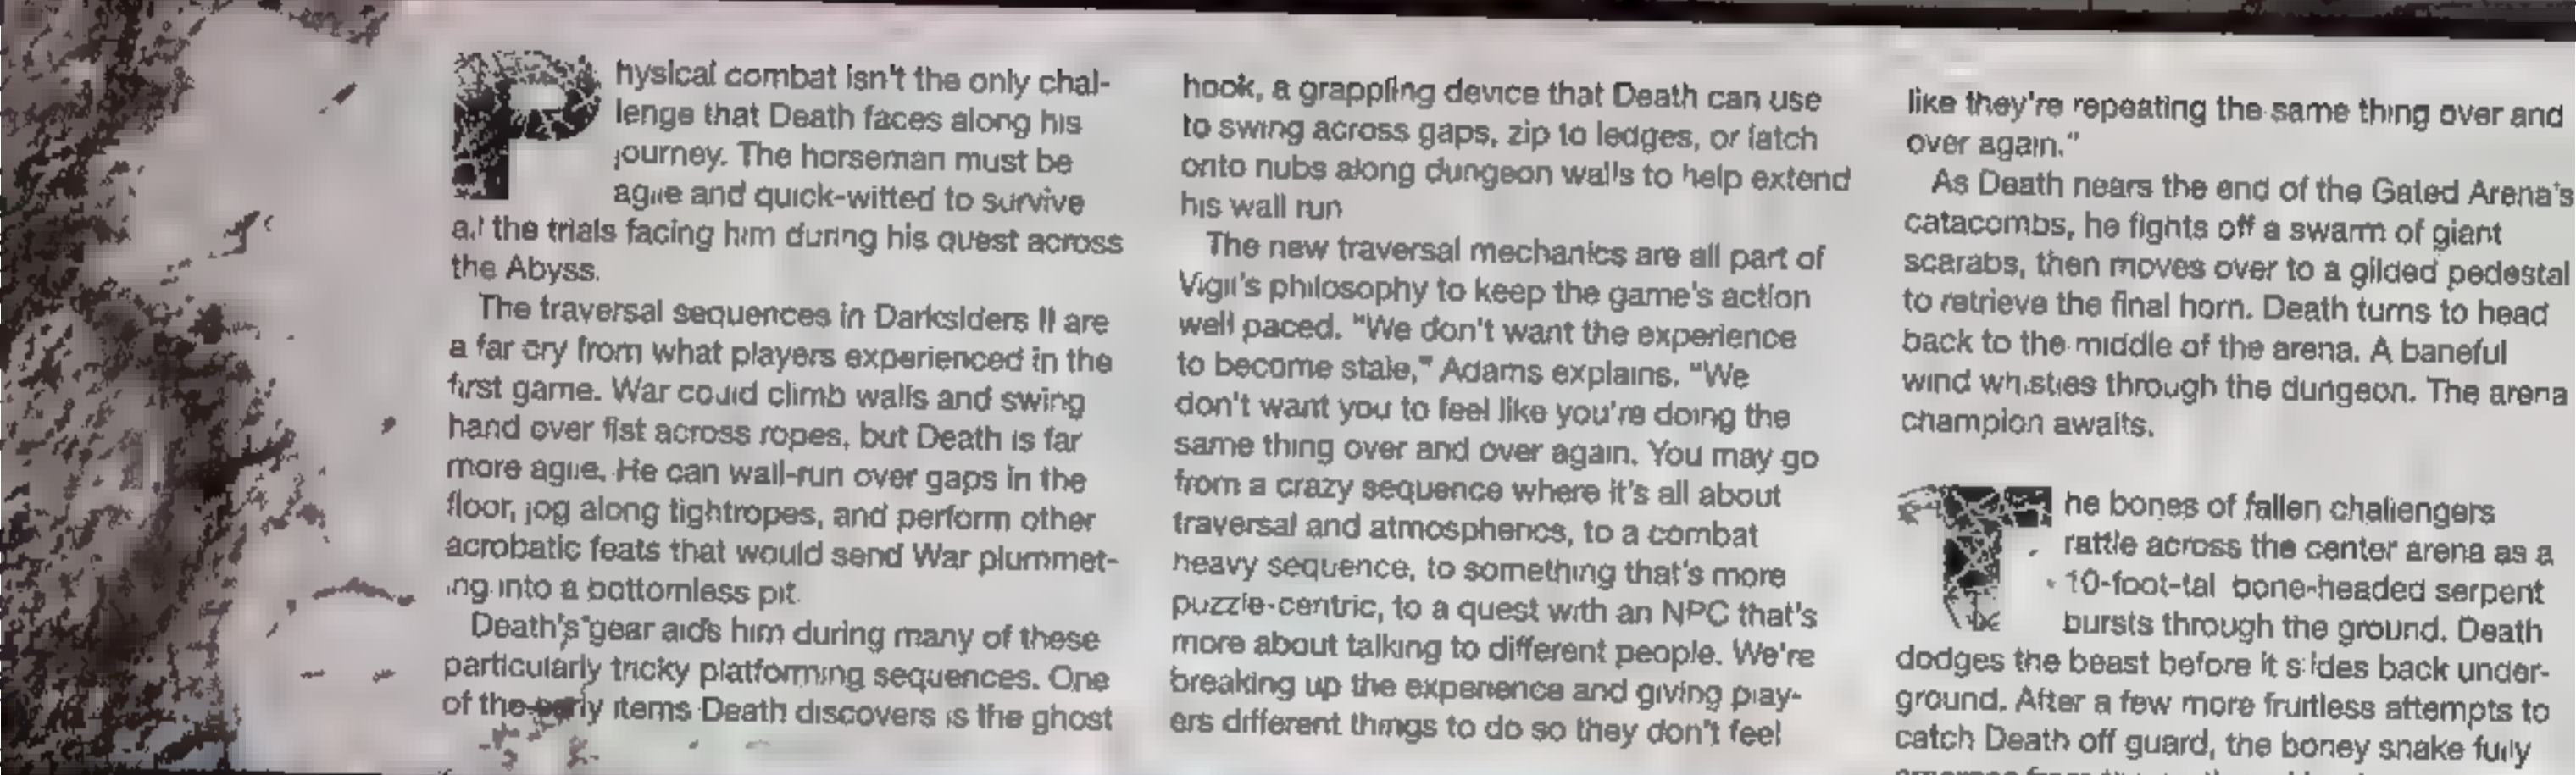 Physical combat isn't the only chal-
lenge that Death faces along his
journey. The horseman must be
agile and quick-witted to survive
all the trials facing him during his quest across
the Abyss.
The traversal sequences in Darksiders II are
a far cry from what players experienced in the
first game. War could climb walls and swing
hand over fist across ropes, but Death is far
more agile. He can wall-run over gaps in the
floor, jog along tightropes, and perform other
acrobatic feats that would send War plummet-
ing into a bottomless pit.
Death's gear aids him during many of these
particularly tricky platforming sequences. One
of the early items Death discovers is the ghost
hook, a grappling device that Death can use
to swing across gaps, zip to ledges, or latch
onto nubs along dungeon walls to help extend
his wall run
The new traversal mechanics are all part of
Vigil's philosophy to keep the game's action
well paced. "We don't want the experience
to become stale," Adams explains. "We
don't want you to feel like you're doing the
same thing over and over again. You may go
from a crazy sequence where it's all about
traversal and atmospherics, to a combat
heavy sequence, to something that's more
puzzle-centric, to a quest with an NPC that's
more about talking to different people. We're
breaking up the experience and giving play-
ers different things to do so they don't feel
like they're repeating the same thing over and
over again."
As Death nears the end of the Gated Arena's
catacombs, he fights off a swarm of giant
scarabs, then moves over to a gilded pedestal
to retrieve the final horn. Death turns to head
back to the middle of the arena. A baneful
wind whistles through the dungeon. The arena
champion awaits.
The bones of fallen challengers
rattle across the center arena as a
10-foot-tall bone-headed serpent
bursts through the ground. Death
dodges the beast before it slides back under-
ground. After a few more fruitless attempts to
catch Death off guard, the boney snake fully